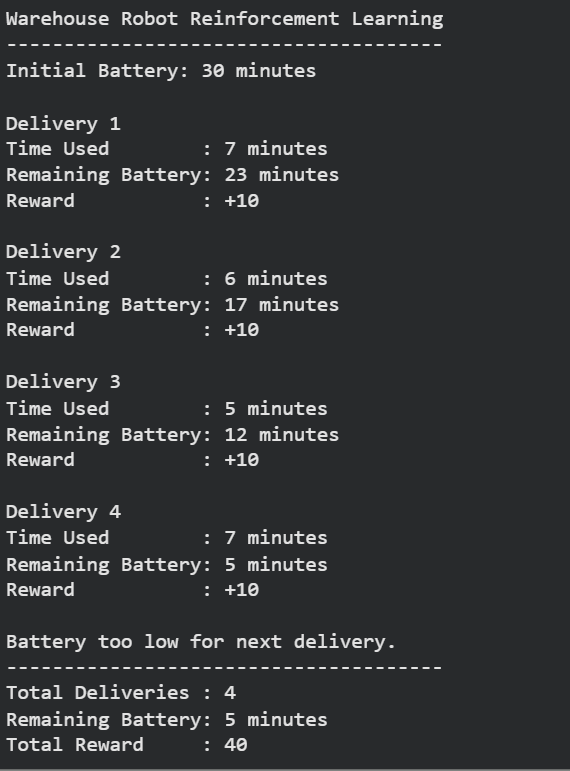 Warehouse Robot Reinforcement Learning
--------------------------------------
Initial Battery: 30 minutes

Delivery 1
Time Used        : 7 minutes
Remaining Battery: 23 minutes
Reward           : +10

Delivery 2
Time Used        : 6 minutes
Remaining Battery: 17 minutes
Reward           : +10

Delivery 3
Time Used        : 5 minutes
Remaining Battery: 12 minutes
Reward           : +10

Delivery 4
Time Used        : 7 minutes
Remaining Battery: 5 minutes
Reward           : +10

Battery too low for next delivery.
--------------------------------------
Total Deliveries : 4
Remaining Battery: 5 minutes
Total Reward     : 40